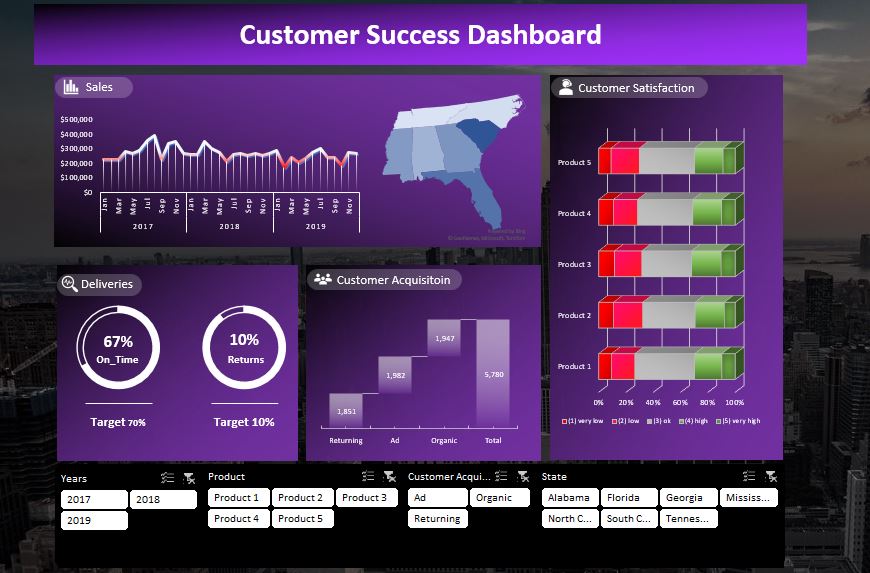 Customer Success Dashboard
Sales
$500,000
$400,000
$300,000
$200,000
$100,000
$0
Jan Mar May Jul Sep Nov Jan Mar May Jul Sep Nov Jan Mar May Jul Sep Nov
2017 2018 2019
Powered by Bing
© GeoNames, Microsoft, TomTom
Customer Satisfaction
Product 5
Product 4
Product 3
Product 2
Product 1
0% 20% 40% 60% 80% 100%
(1) very low (2) low (3) ok (4) high (5) very high
Deliveries
67%
On_Time
Target 70%
10%
Returns
Target 10%
Customer Acquisitoin
1,851
1,982
1,947
5,780
Returning Ad Organic Total
Years
2017 2018
2019
Product
Product 1 Product 2 Product 3
Product 4 Product 5
Customer Acqui...
Ad Organic
Returning
State
Alabama Florida Georgia Mississ...
North C... South C... Tennes...